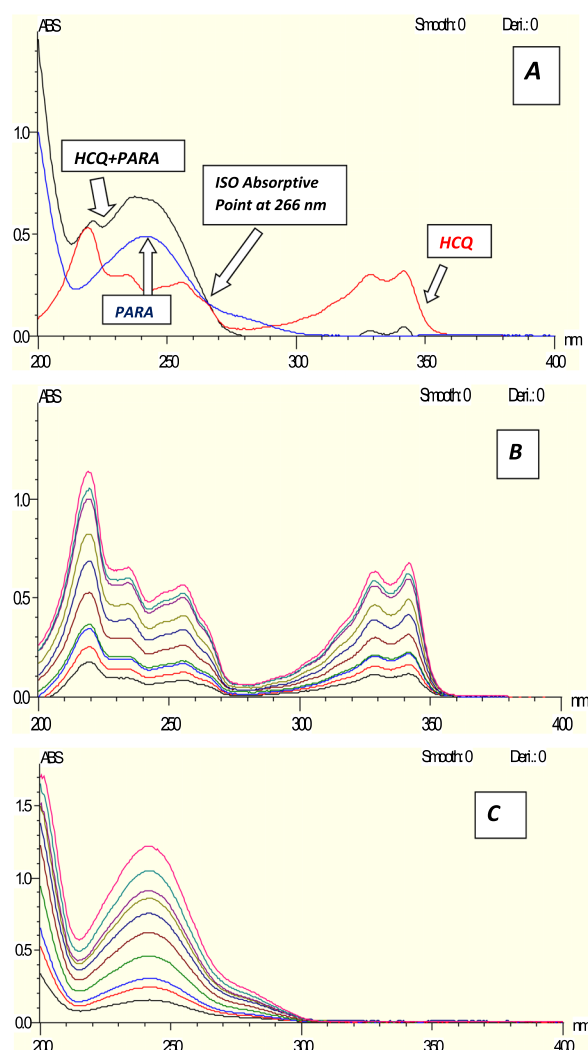 ABS Smooth: 0 Deri.: 0
A
HCQ+PARA
ISO Absorptive
Point at 266 nm
1.0
0.5
HCQ
PARA
0.0
200 250 300 350 400 nm
ABS Smooth: 0 Deri.: 0
B
1.0
0.5
0.0
200 250 300 350 400 nm
ABS Smooth: 0 Deri.: 0
C
1.5
1.0
0.5
0.0
200 250 300 350 400 nm